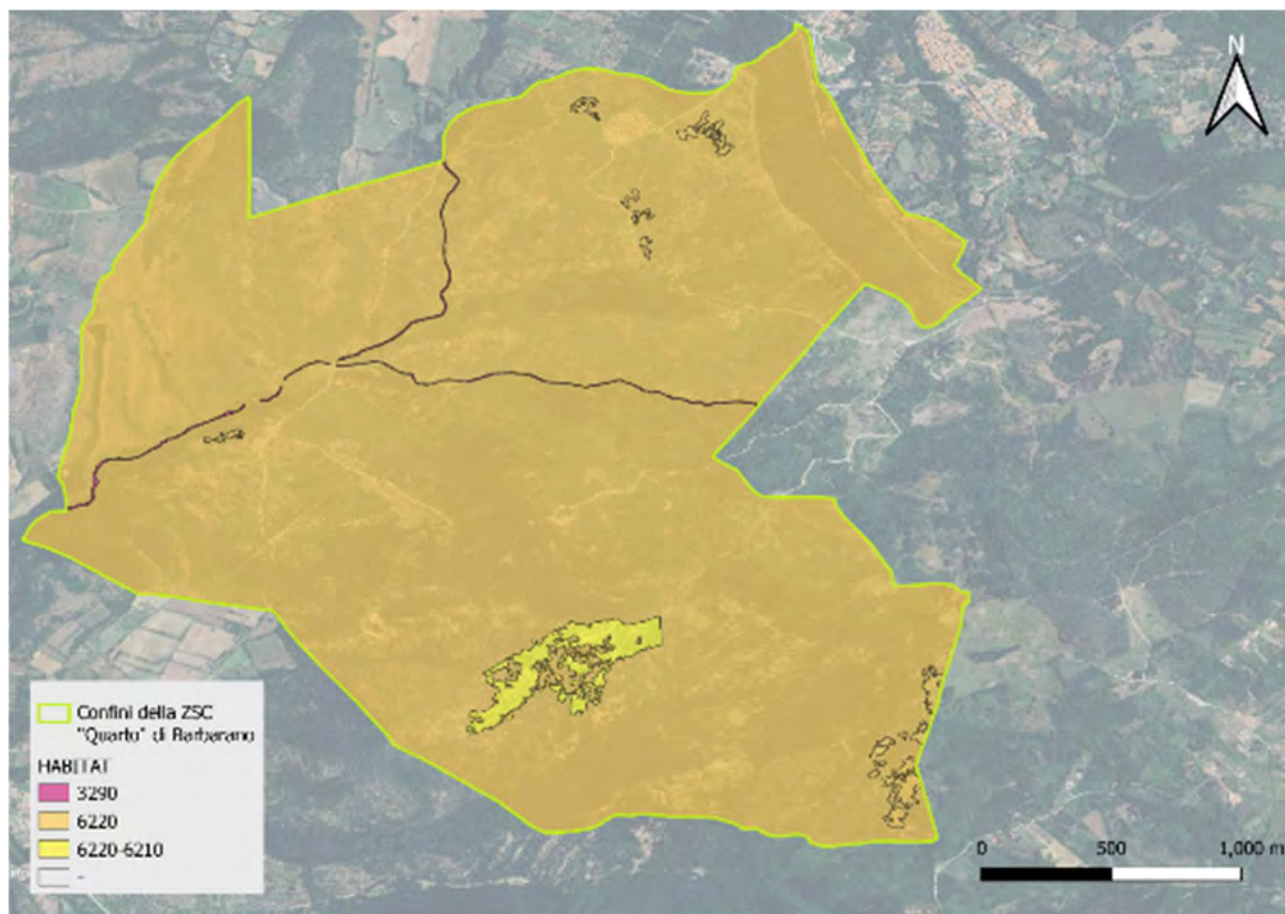 N
Confini della ZSC
"Quarto" di Barbarano
HABITAT
3290
6220
6220-6210
-
0 500 1,000 m